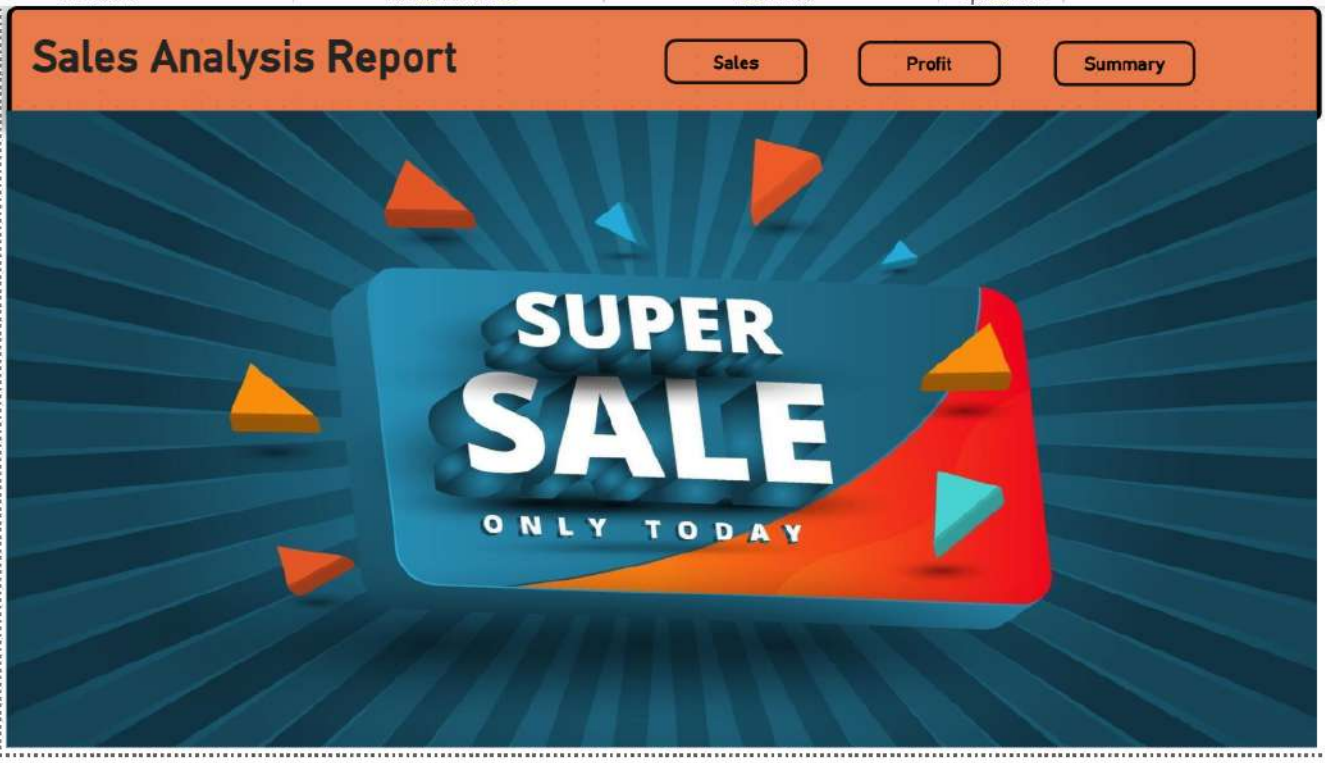 Sales Analysis Report
Sales
Profit
Summary
SUPER
SALE
ONLY TODAY